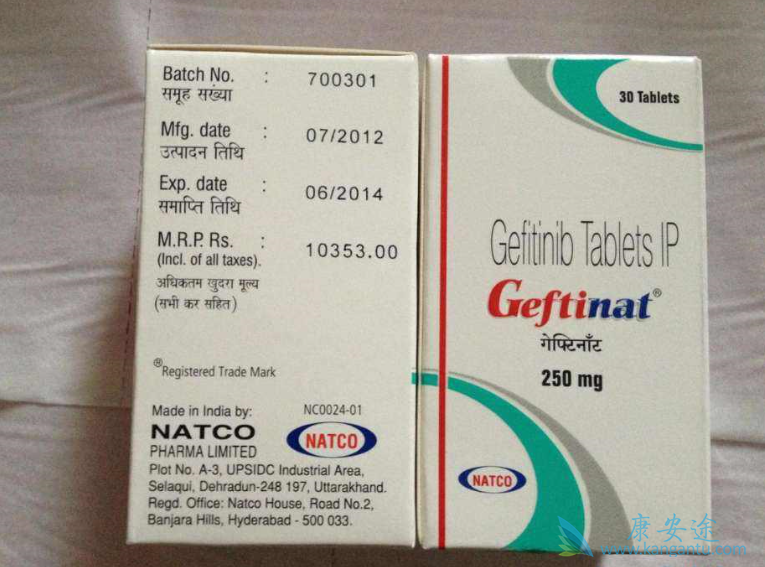 Batch No. : 700301
समूह सख्या
Mfg. date : 07/2012
उत्पादन तिथि
Exp. date : 06/2014
समाप्ति तिथि
M.R.P. Rs. : 10353.00
(Incl. of all taxes).
अधिकतम खुदरा मूल्य
(सभी कर सहित)
®Registered Trade Mark
Made in India by: NC0024-01
NATCO
PHARMA LIMITED
NATCO
Plot No. A-3, UPSIDC Industrial Area,
Selaqui, Dehradun-248 197, Uttarakhand.
Regd. Office: Natco House, Road No.2,
Banjara Hills, Hyderabad - 500 033.
30 Tablets
Gefitinib Tablets IP
Geftinat®
गेफ्टिनाँट
250 mg
NATCO
康安途
www.kangantu.com